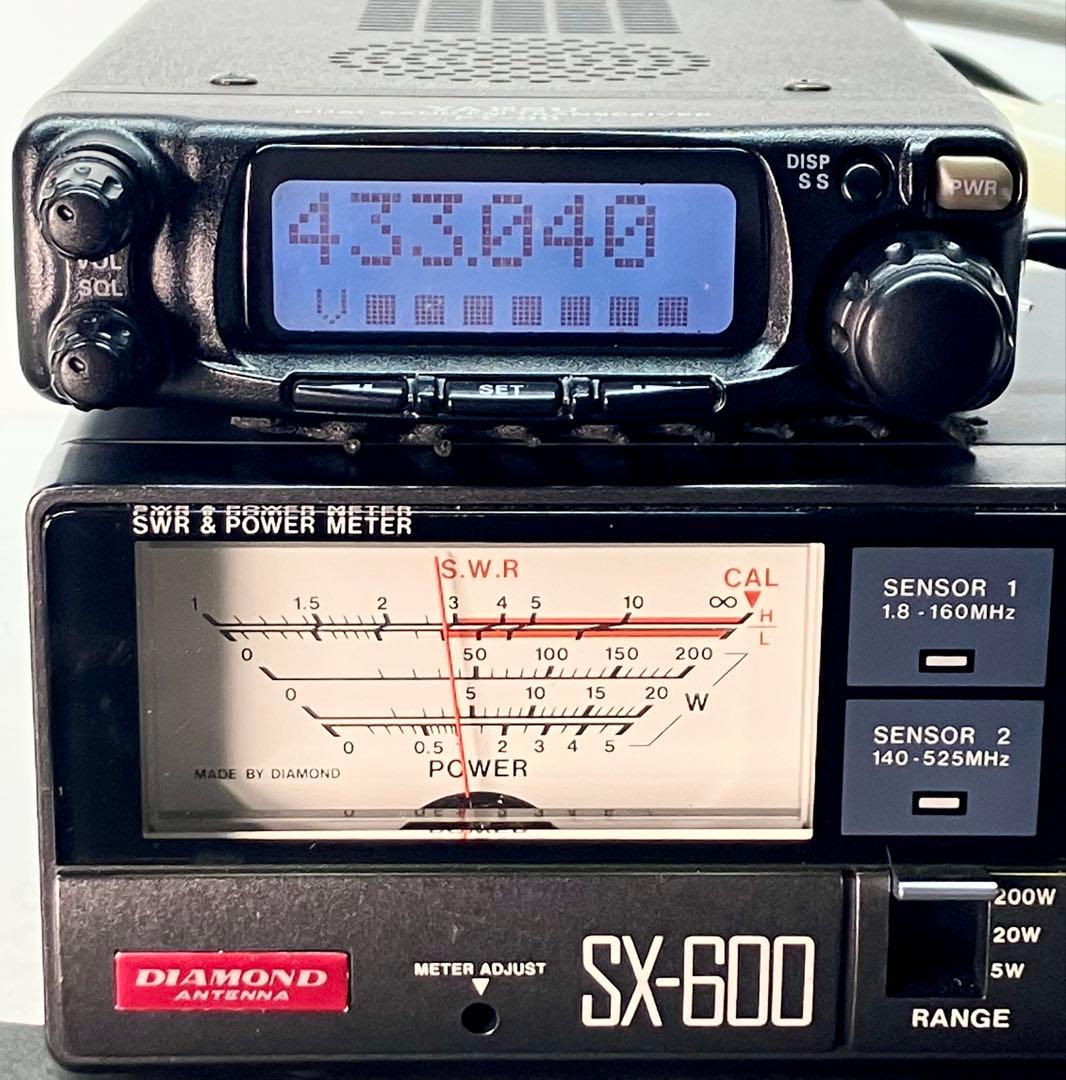 DISP
SS
PWR
433.040
VOL
SQL
SET
SWR & POWER METER
S.W.R
CAL
1 1.5 2 3 4 5 10 ∞ H
L
0 50 100 150 200
0 5 10 15 20
W
0 0.5 2 3 4 5
POWER
MADE BY DIAMOND
SENSOR 1
1.8 - 160MHz
SENSOR 2
140 - 525MHz
DIAMOND
ANTENNA
METER ADJUST
SX-600
200W
20W
5W
RANGE